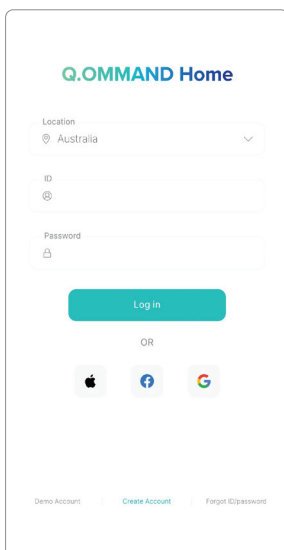 Q.OMMAND Home
Location
Australia
ID
Password
Log in
OR
Demo Account Create Account Forgot ID/password